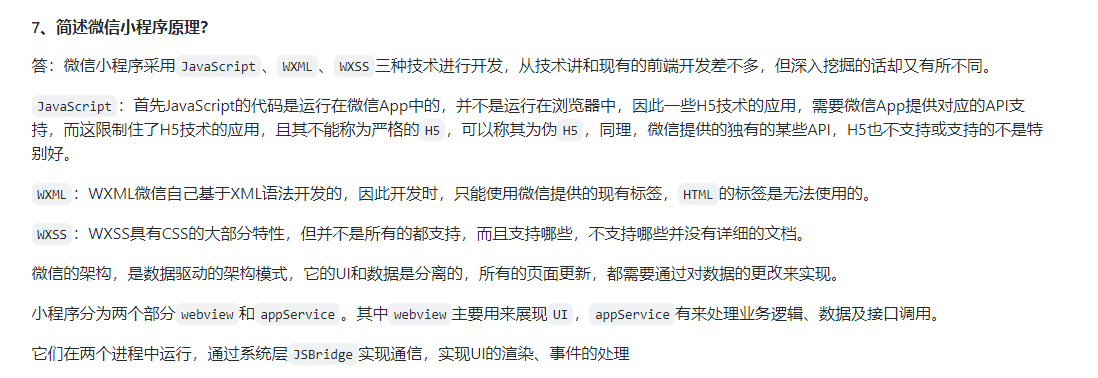 7、简述微信小程序原理？
答：微信小程序采用 JavaScript 、 WXML 、 WXSS 三种技术进行开发，从技术讲和现有的前端开发差不多，但深入挖掘的话却又有所不同。
JavaScript ：首先JavaScript的代码是运行在微信App中的，并不是运行在浏览器中，因此一些H5技术的应用，需要微信App提供对应的API支
持，而这限制住了H5技术的应用，且其不能称为严格的 H5 ，可以称其为伪 H5 ，同理，微信提供的独有的某些API，H5也不支持或支持的不是特
别好。
WXML ：WXML微信自己基于XML语法开发的，因此开发时，只能使用微信提供的现有标签， HTML 的标签是无法使用的。
WXSS ：WXSS具有CSS的大部分特性，但并不是所有的都支持，而且支持哪些，不支持哪些并没有详细的文档。
微信的架构，是数据驱动的架构模式，它的UI和数据是分离的，所有的页面更新，都需要通过对数据的更改来实现。
小程序分为两个部分 webview 和 appService 。其中 webview 主要用来展现 UI ， appService 有来处理业务逻辑、数据及接口调用。
它们在两个进程中运行，通过系统层 JSBridge 实现通信，实现UI的渲染、事件的处理